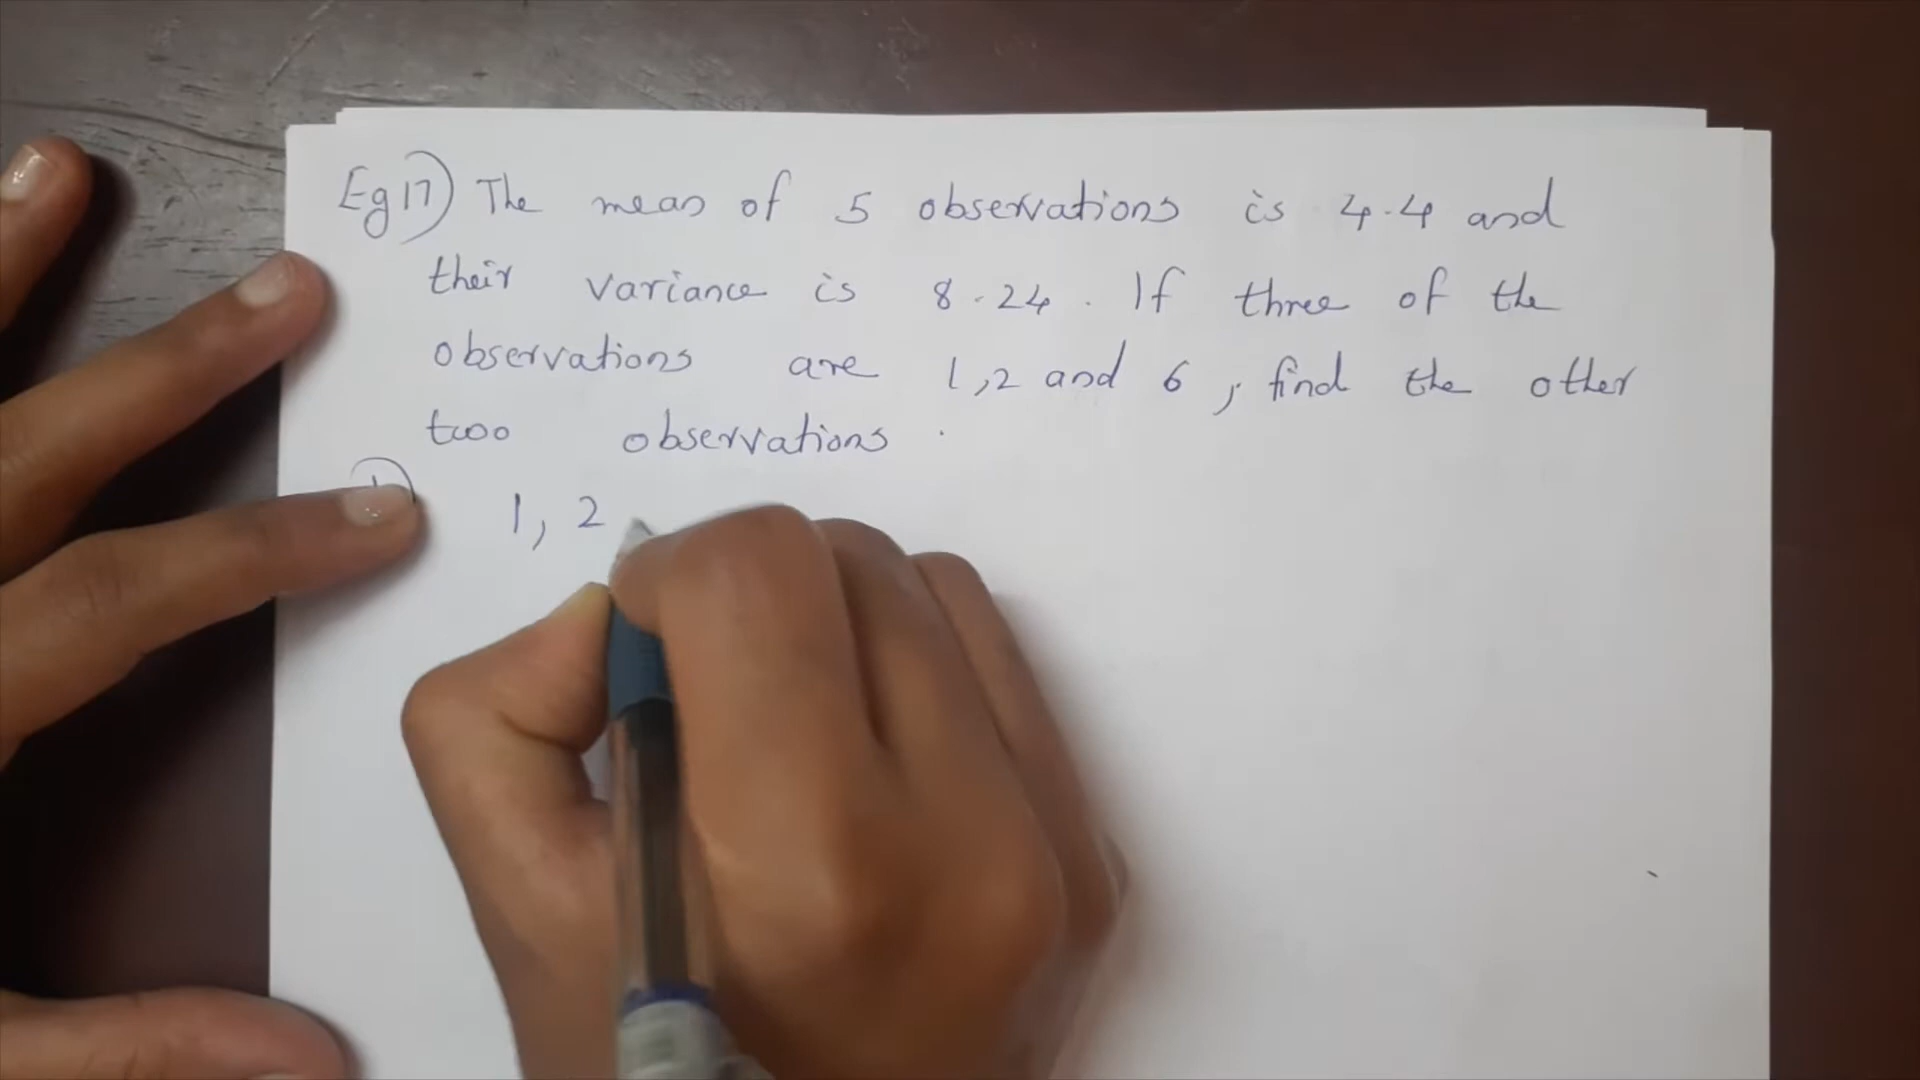 Eg 17) The mean of 5 observations is 4.4 and
their variance is 8.24. If three of the
observations are 1,2 and 6, find the other
two observations.
1, 2